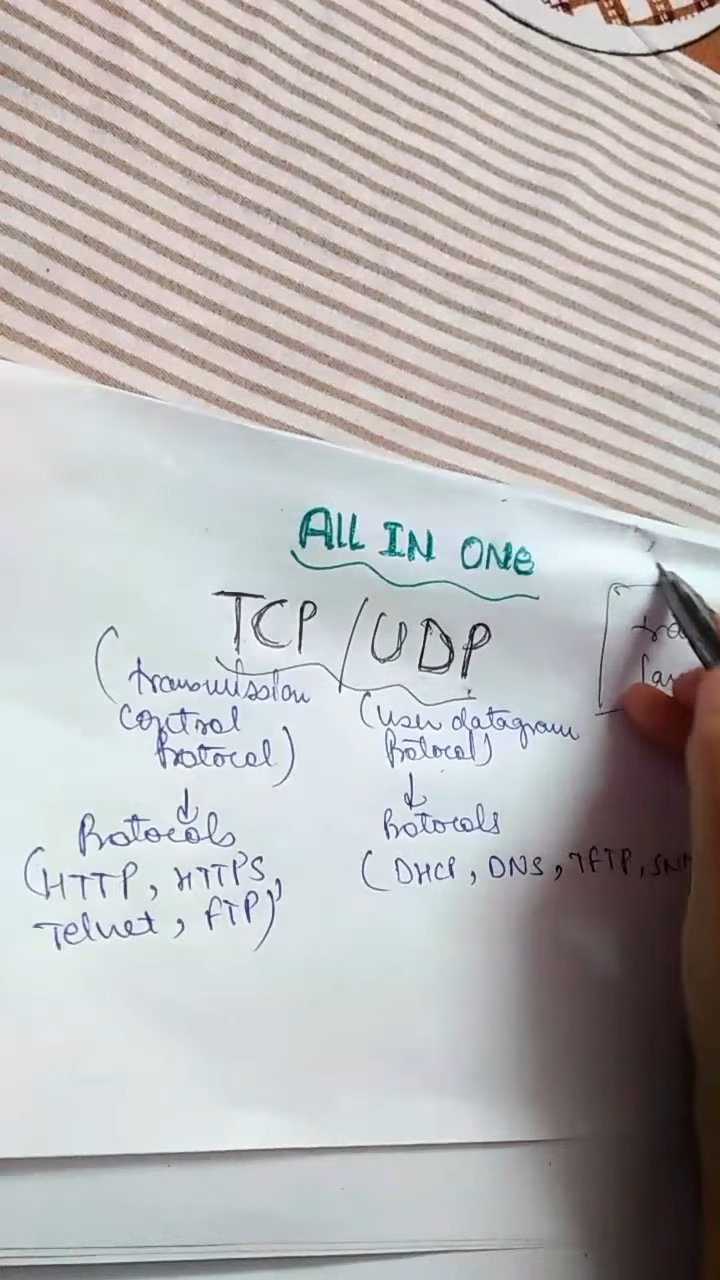 ALL IN ONE
TCP / UDP
(transmission
control
Protocol)
(user datagram
Protocol)
Protocols
(HTTP, HTTPS,
Telnet, FTP)
Protocols
(DHCP, DNS, TFTP,